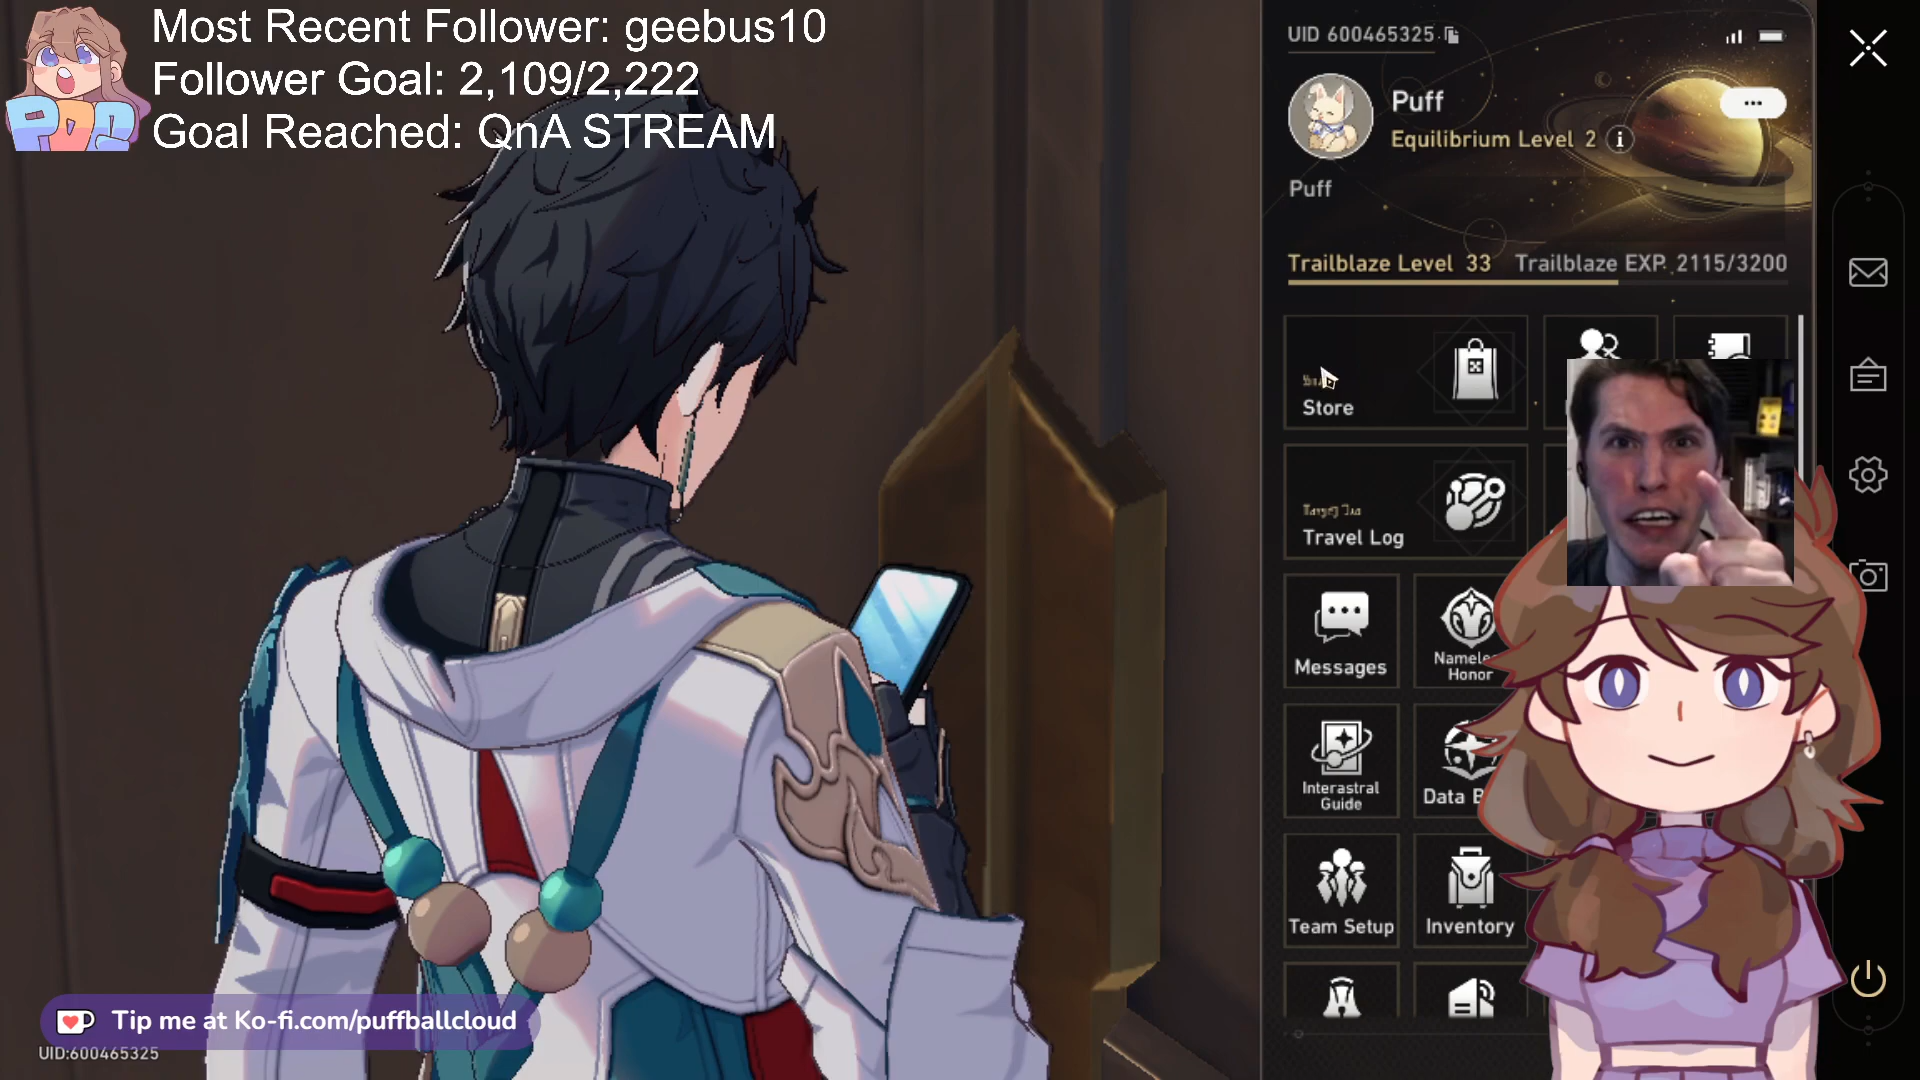 Most Recent Follower: geebus10
Follower Goal: 2,109/2,222
Goal Reached: QnA STREAM
UID 600465325
Puff
Equilibrium Level 2
Puff
Trailblaze Level 33 Trailblaze EXP. 2115/3200
Store
Travel Log
Messages
Honor
Interastral
Guide
Data
Team Setup
Inventory
Tip me at Ko-fi.com/puffballcloud
UID:600465325